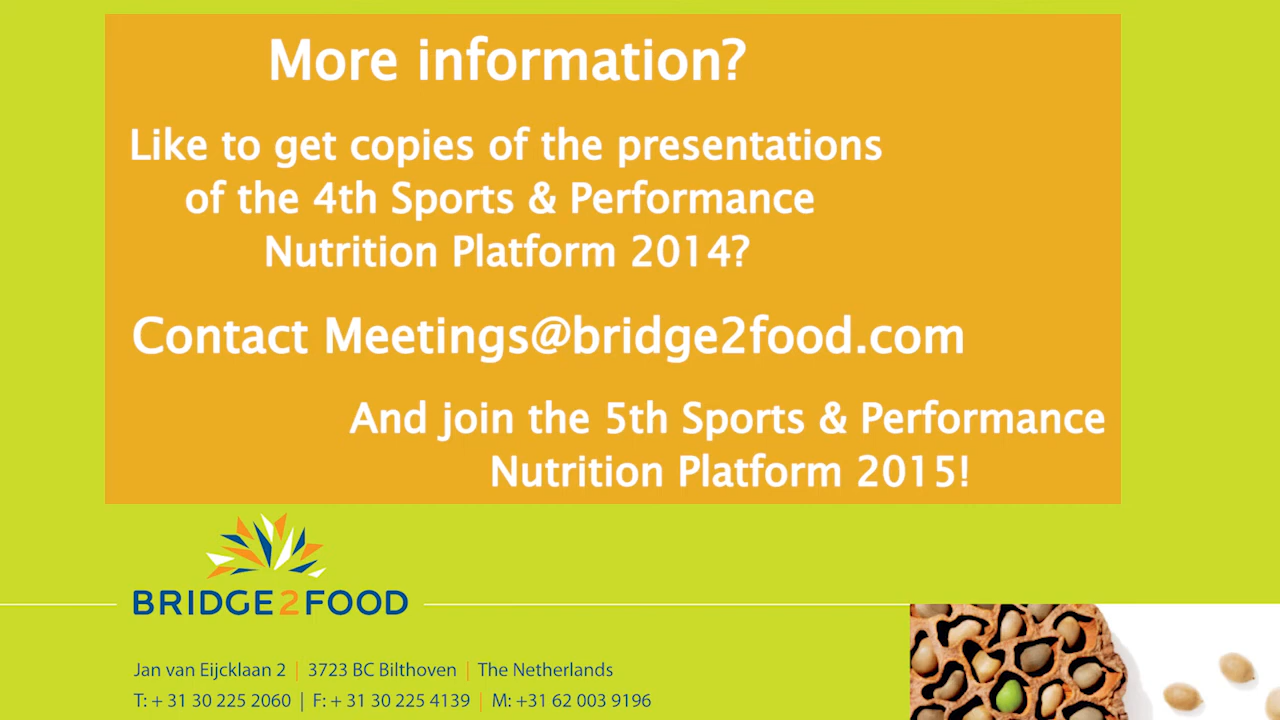 More information?
Like to get copies of the presentations
of the 4th Sports & Performance
Nutrition Platform 2014?
Contact Meetings@bridge2food.com
And join the 5th Sports & Performance
Nutrition Platform 2015!
BRIDGE2FOOD
Jan van Eijcklaan 2 | 3723 BC Bilthoven | The Netherlands
T: + 31 30 225 2060 | F: + 31 30 225 4139 | M: +31 62 003 9196